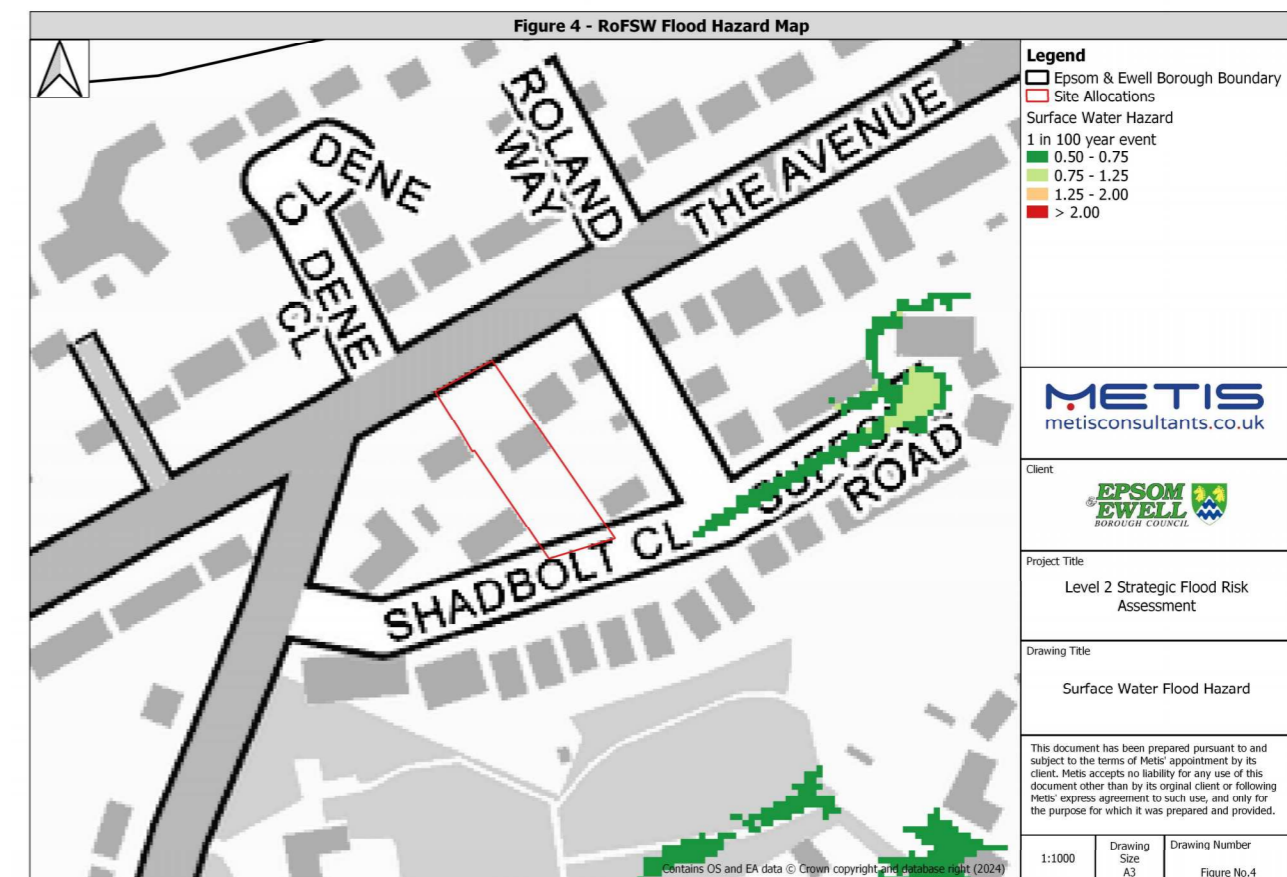 Figure 4 - RoFSW Flood Hazard Map
DENE
CL
DENE
CL
ROLAND
WAY
THE AVENUE
ROAD
SHADBOLT CL
Contains OS and EA data © Crown copyright and database right (2024)
Legend
Epsom & Ewell Borough Boundary
Site Allocations
Surface Water Hazard
1 in 100 year event
0.50 - 0.75
0.75 - 1.25
1.25 - 2.00
> 2.00
METIS
metisconsultants.co.uk
Client
EPSOM
& EWELL
BOROUGH COUNCIL
Project Title
Level 2 Strategic Flood Risk
Assessment
Drawing Title
Surface Water Flood Hazard
This document has been prepared pursuant to and
subject to the terms of Metis' appointment by its
client. Metis accepts no liability for any use of this
document other than by its orginal client or following
Metis' express agreement to such use, and only for
the purpose for which it was prepared and provided.
1:1000
Drawing
Size
A3
Drawing Number
Figure No.4